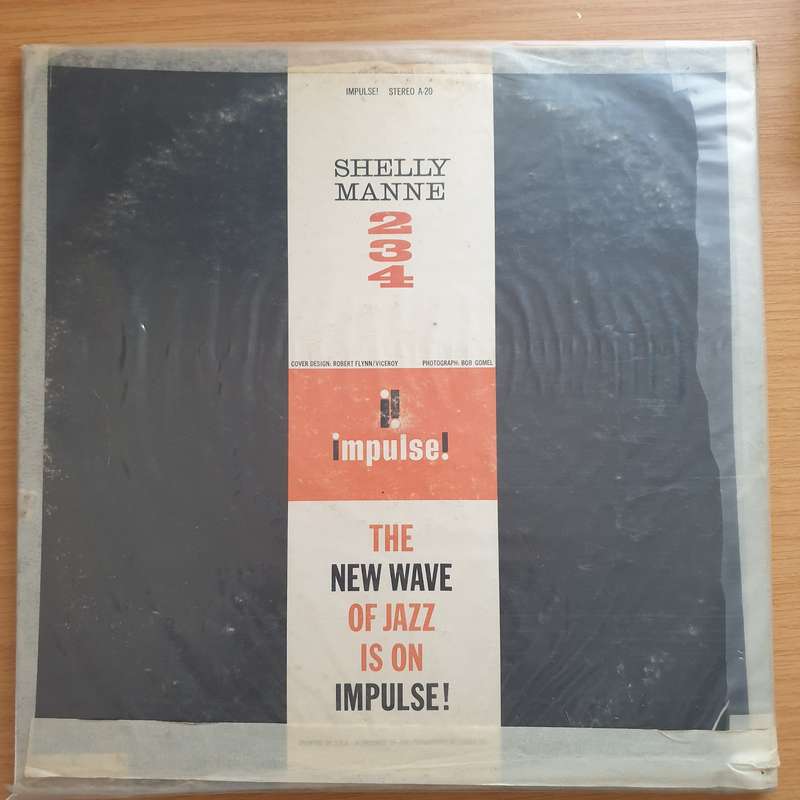 IMPULSE! STEREO A-20
SHELLY
MANNE
2
3
4
COVER DESIGN: ROBERT FLYNN/VICEROY PHOTOGRAPH: BOB GOMEL
i!
impulse!
THE
NEW WAVE
OF JAZZ
IS ON
IMPULSE!